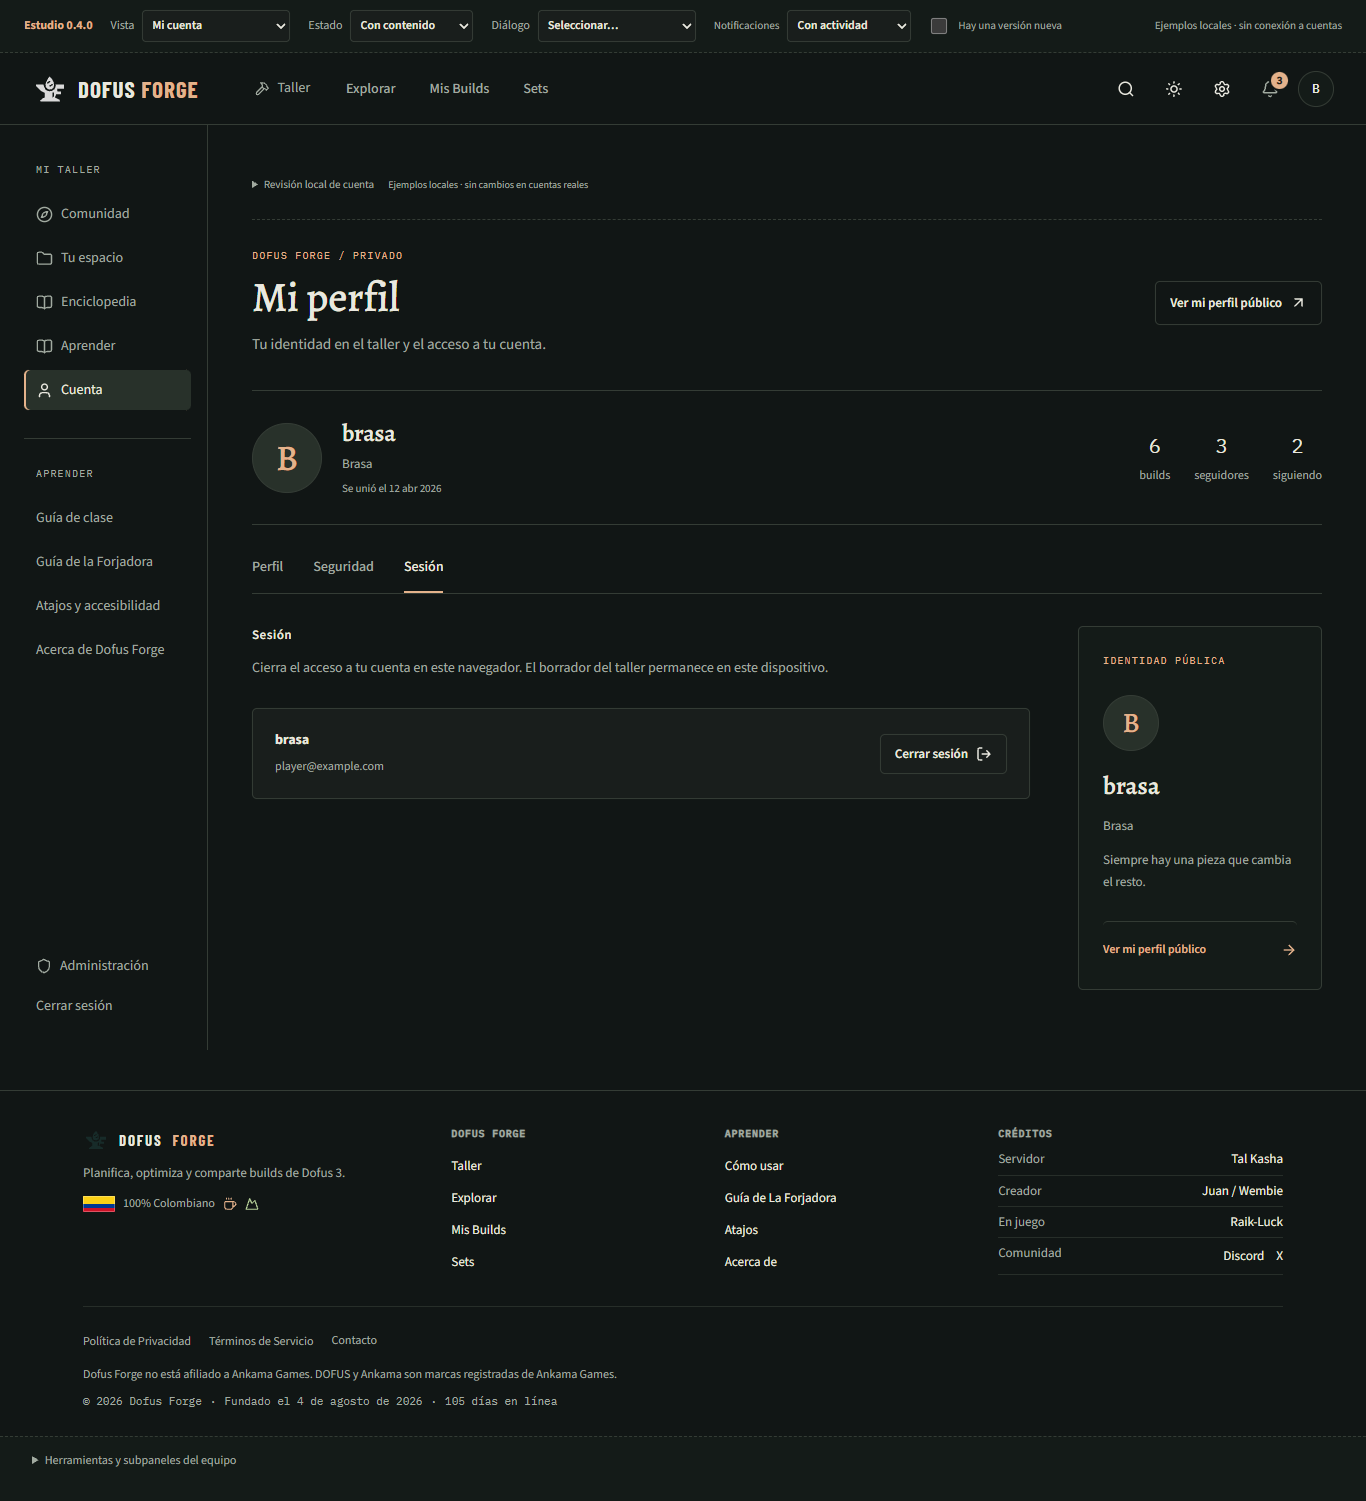 Estudio 0.4.0 Vista Mi cuenta Estado Con contenido Diálogo Seleccionar... Notificaciones Con actividad Hay una versión nueva Ejemplos locales · sin conexión a cuentas
DOFUS FORGE Taller Explorar Mis Builds Sets 3 B
MI TALLER
Comunidad
Tu espacio
Enciclopedia
Aprender
Cuenta
APRENDER
Guía de clase
Guía de la Forjadora
Atajos y accesibilidad
Acerca de Dofus Forge
Administración
Cerrar sesión
Revisión local de cuenta Ejemplos locales · sin cambios en cuentas reales
DOFUS FORGE / PRIVADO
Mi perfil
Tu identidad en el taller y el acceso a tu cuenta.
Ver mi perfil público
B
brasa
Brasa
Se unió el 12 abr 2026
6 3 2
builds seguidores siguiendo
Perfil Seguridad Sesión
Sesión
Cierra el acceso a tu cuenta en este navegador. El borrador del taller permanece en este dispositivo.
brasa
player@example.com
Cerrar sesión
IDENTIDAD PÚBLICA
B
brasa
Brasa
Siempre hay una pieza que cambia
el resto.
Ver mi perfil público
DOFUS FORGE
Planifica, optimiza y comparte builds de Dofus 3.
100% Colombiano
DOFUS FORGE
Taller
Explorar
Mis Builds
Sets
APRENDER
Cómo usar
Guía de La Forjadora
Atajos
Acerca de
CRÉDITOS
Servidor Tal Kasha
Creador Juan / Wembie
En juego Raik-Luck
Comunidad Discord X
Política de Privacidad Términos de Servicio Contacto
Dofus Forge no está afiliado a Ankama Games. DOFUS y Ankama son marcas registradas de Ankama Games.
© 2026 Dofus Forge · Fundado el 4 de agosto de 2026 · 105 días en línea
Herramientas y subpaneles del equipo